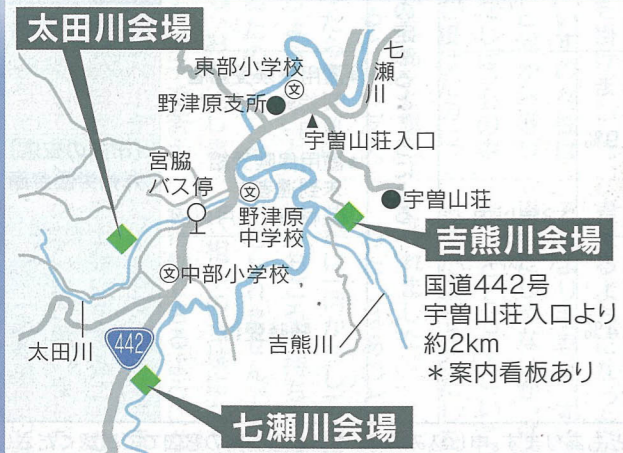 太田川会場
七瀬川
東部小学校
文
野津原支所
宇曽山荘入口
宮脇
バス停
文
野津原
中学校
宇曽山荘
吉熊川会場
国道442号
宇曽山荘入口より
約2km
＊案内看板あり
文中部小学校
太田川
442
吉熊川
七瀬川会場